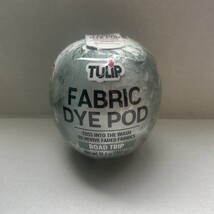 TULIP
FABRIC
DYE POD
TOSS INTO THE WASH
TO REVIVE FADED FABRICS
ROAD TRIP